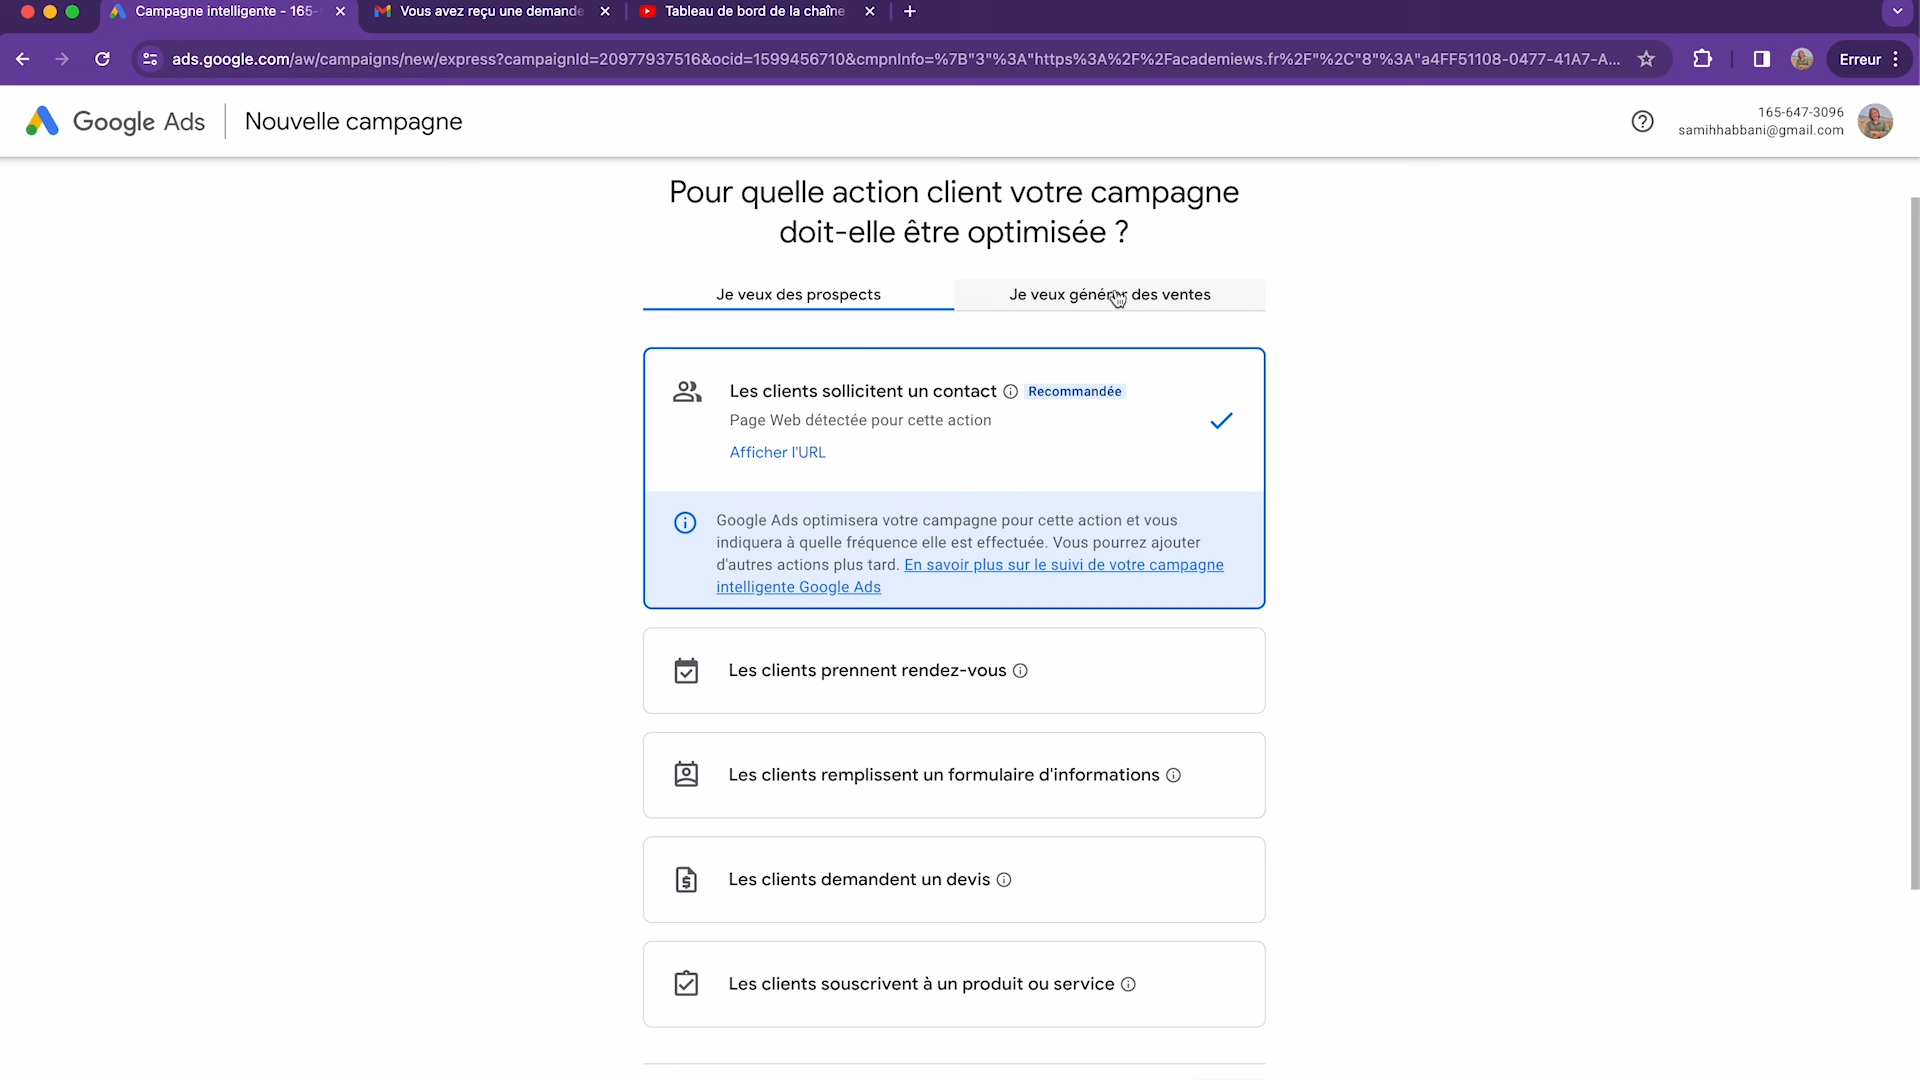 Campagne intelligente - 165-
Vous avez reçu une demande
Tableau de bord de la chaîne
ads.google.com/aw/campaigns/new/express?campaignId=20977937516&ocid=1599456710&cmpnInfo=%7B"3"%3A"https%3A%2F%2Facademiews.fr%2F"%2C"8"%3A"a4FF51108-0477-41A7-A...
Erreur
Google Ads
Nouvelle campagne
165-647-3096
samihhabbani@gmail.com
Pour quelle action client votre campagne
doit-elle être optimisée ?
Je veux des prospects
Je veux générer des ventes
Les clients sollicitent un contact
Recommandée
Page Web détectée pour cette action
Afficher l'URL
Google Ads optimisera votre campagne pour cette action et vous
indiquera à quelle fréquence elle est effectuée. Vous pourrez ajouter
d'autres actions plus tard. En savoir plus sur le suivi de votre campagne
intelligente Google Ads
Les clients prennent rendez-vous
Les clients remplissent un formulaire d'informations
Les clients demandent un devis
Les clients souscrivent à un produit ou service